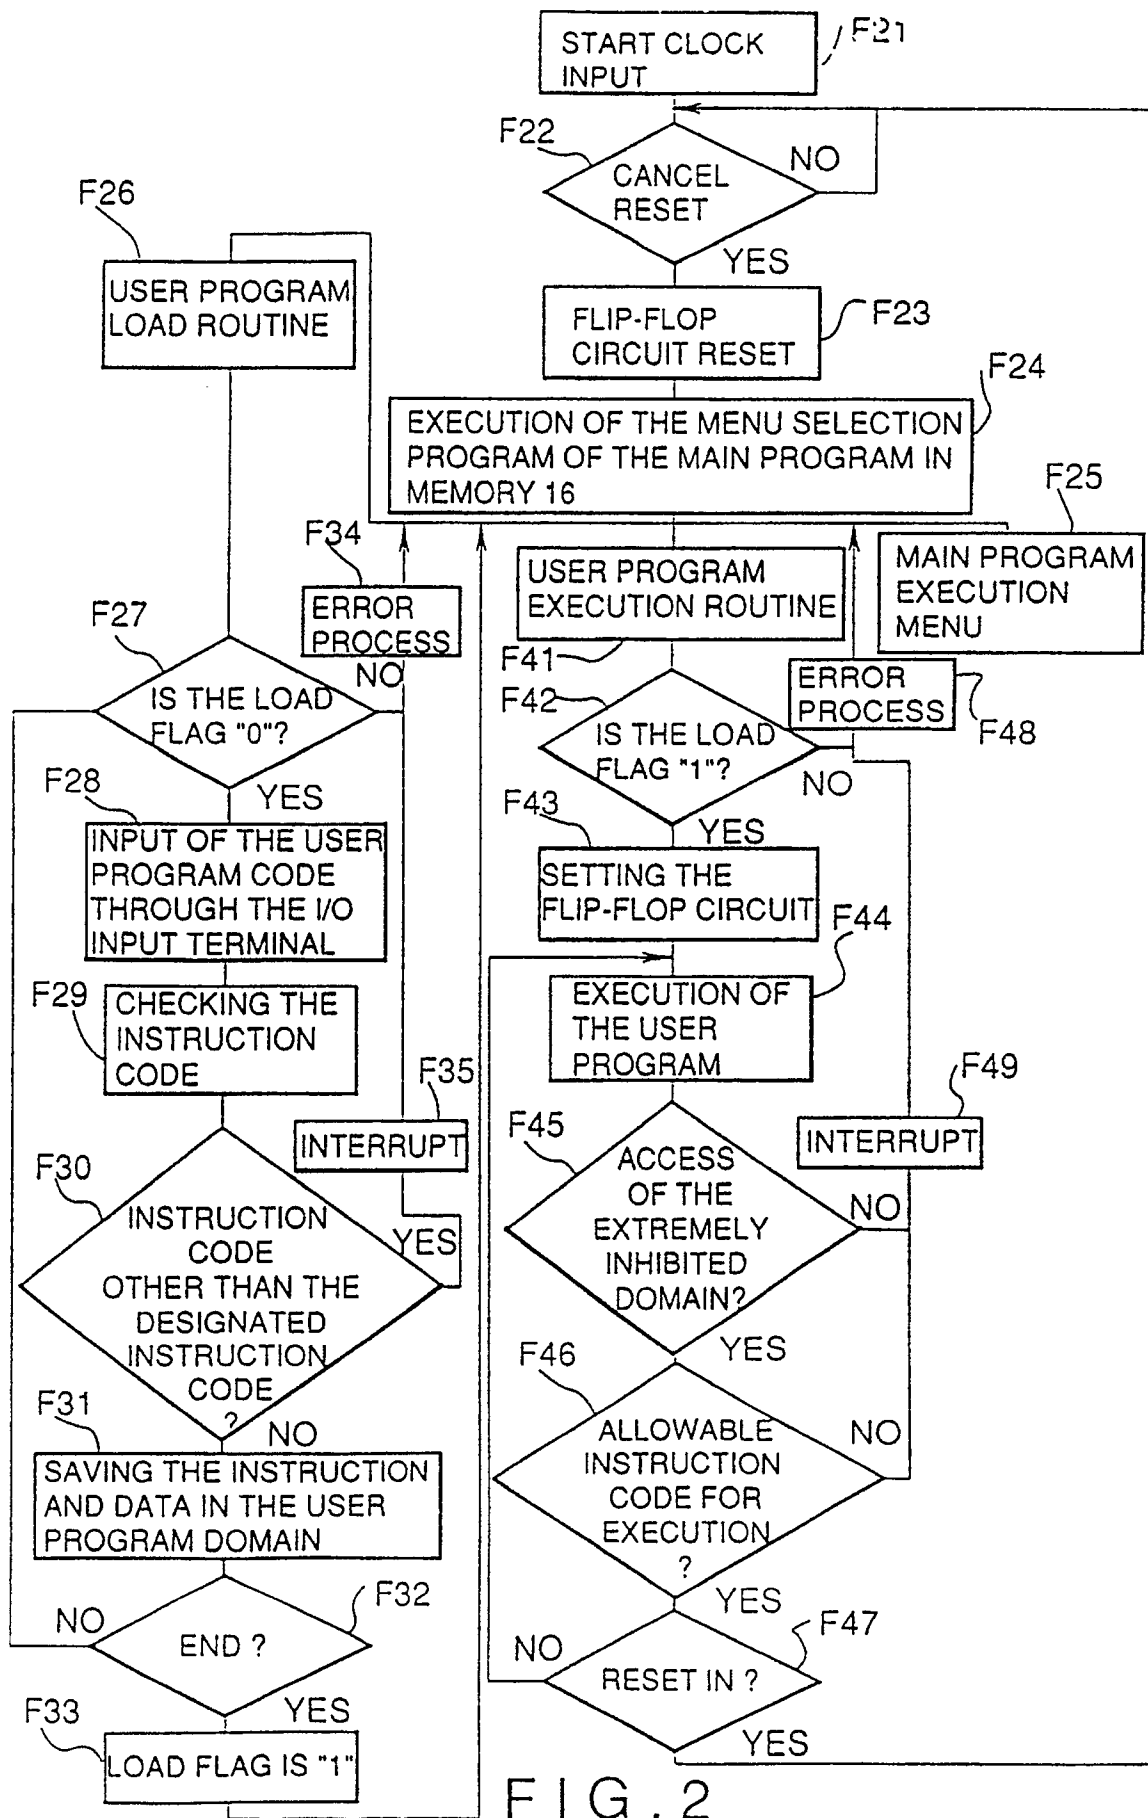 START CLOCK
INPUT
F21
F22
CANCEL
RESET
NO
YES
FLIP-FLOP
CIRCUIT RESET
F23
EXECUTION OF THE MENU SELECTION
PROGRAM OF THE MAIN PROGRAM IN
MEMORY 16
F24
MAIN PROGRAM
EXECUTION
MENU
F25
F26
USER PROGRAM
LOAD ROUTINE
F27
IS THE LOAD
FLAG "0"?
NO
YES
F34
ERROR
PROCESS
F28
INPUT OF THE USER
PROGRAM CODE
THROUGH THE I/O
INPUT TERMINAL
F29
CHECKING THE
INSTRUCTION
CODE
F35
INTERRUPT
F30
INSTRUCTION
CODE
OTHER THAN THE
DESIGNATED
INSTRUCTION
CODE
?
YES
NO
F31
SAVING THE INSTRUCTION
AND DATA IN THE USER
PROGRAM DOMAIN
F32
END ?
NO
YES
F33
LOAD FLAG IS "1"
USER PROGRAM
EXECUTION ROUTINE
F41
F42
IS THE LOAD
FLAG "1"?
NO
YES
ERROR
PROCESS
F48
F43
SETTING THE
FLIP-FLOP CIRCUIT
F44
EXECUTION OF
THE USER
PROGRAM
F49
INTERRUPT
F45
ACCESS
OF THE
EXTREMELY
INHIBITED
DOMAIN?
NO
YES
F46
ALLOWABLE
INSTRUCTION
CODE FOR
EXECUTION
?
NO
YES
F47
RESET IN ?
NO
YES
FIG.2